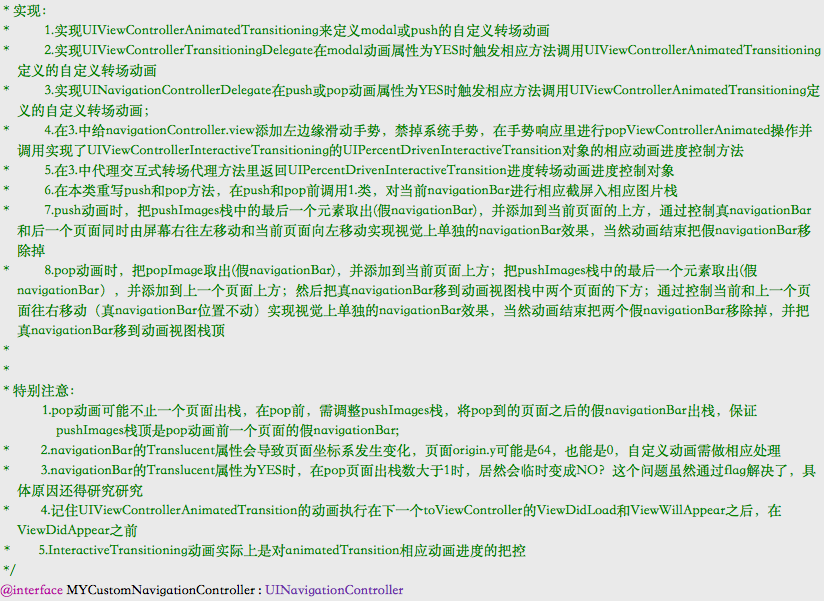 * 实现：
* 1.实现UIViewControllerAnimatedTransitioning来定义modal或push的自定义转场动画
* 2.实现UIViewControllerTransitioningDelegate在modal动画属性为YES时触发相应方法调用UIViewControllerAnimatedTransitioning
定义的自定义转场动画
* 3.实现UINavigationControllerDelegate在push或pop动画属性为YES时触发相应方法调用UIViewControllerAnimatedTransitioning定
义的自定义转场动画；
* 4.在3.中给navigationController.view添加左边缘滑动手势，禁掉系统手势，在手势响应里进行popViewControllerAnimated操作并
调用实现了UIViewControllerInteractiveTransitioning的UIPercentDrivenInteractiveTransition对象的相应动画进度控制方法
* 5.在3.中代理交互式转场代理方法里返回UIPercentDrivenInteractiveTransition进度转场动画进度控制对象
* 6.在本类重写push和pop方法，在push和pop前调用1.类，对当前navigationBar进行相应截屏入相应图片栈
* 7.push动画时，把pushImages栈中的最后一个元素取出(假navigationBar)，并添加到当前页面的上方，通过控制真navigationBar
和后一个页面同时由屏幕右往左移动和当前页面向左移动实现视觉上单独的navigationBar效果，当然动画结束把假navigationBar移
除掉
* 8.pop动画时，把popImage取出(假navigationBar)，并添加到当前页面上方；把pushImages栈中的最后一个元素取出(假
navigationBar），并添加到上一个页面上方；然后把真navigationBar移到动画视图栈中两个页面的下方；通过控制当前和上一个页
面往右移动（真navigationBar位置不动）实现视觉上单独的navigationBar效果，当然动画结束把两个假navigationBar移除掉，并把
真navigationBar移到动画视图栈顶
*
*
* 特别注意：
1.pop动画可能不止一个页面出栈，在pop前，需调整pushImages栈，将pop到的页面之后的假navigationBar出栈，保证
pushImages栈顶是pop动画前一个页面的假navigationBar;
* 2.navigationBar的Translucent属性会导致页面坐标系发生变化，页面origin.y可能是64，也能是0，自定义动画需做相应处理
* 3.navigationBar的Translucent属性为YES时，在pop页面出栈数大于1时，居然会临时变成NO？这个问题虽然通过flag解决了，具
体原因还得研究研究
* 4.记住UIViewControllerAnimatedTransition的动画执行在下一个toViewController的ViewDidLoad和ViewWillAppear之后，在
ViewDidAppear之前
* 5.InteractiveTransitioning动画实际上是对animatedTransition相应动画进度的把控
*/
@interface MYCustomNavigationController : UINavigationController